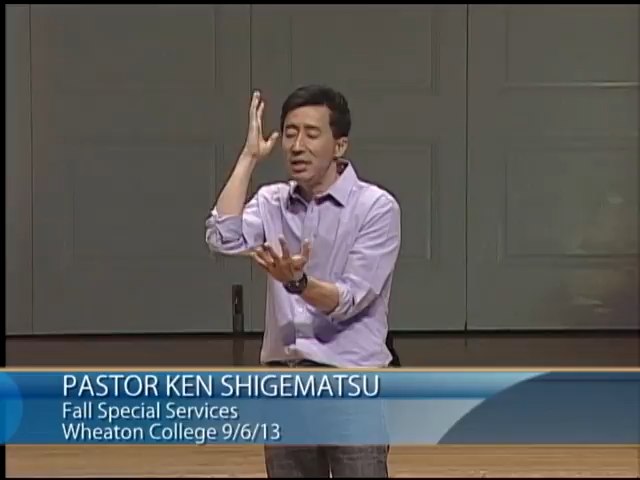 PASTOR KEN SHIGEMATSU
Fall Special Services
Wheaton College 9/6/13